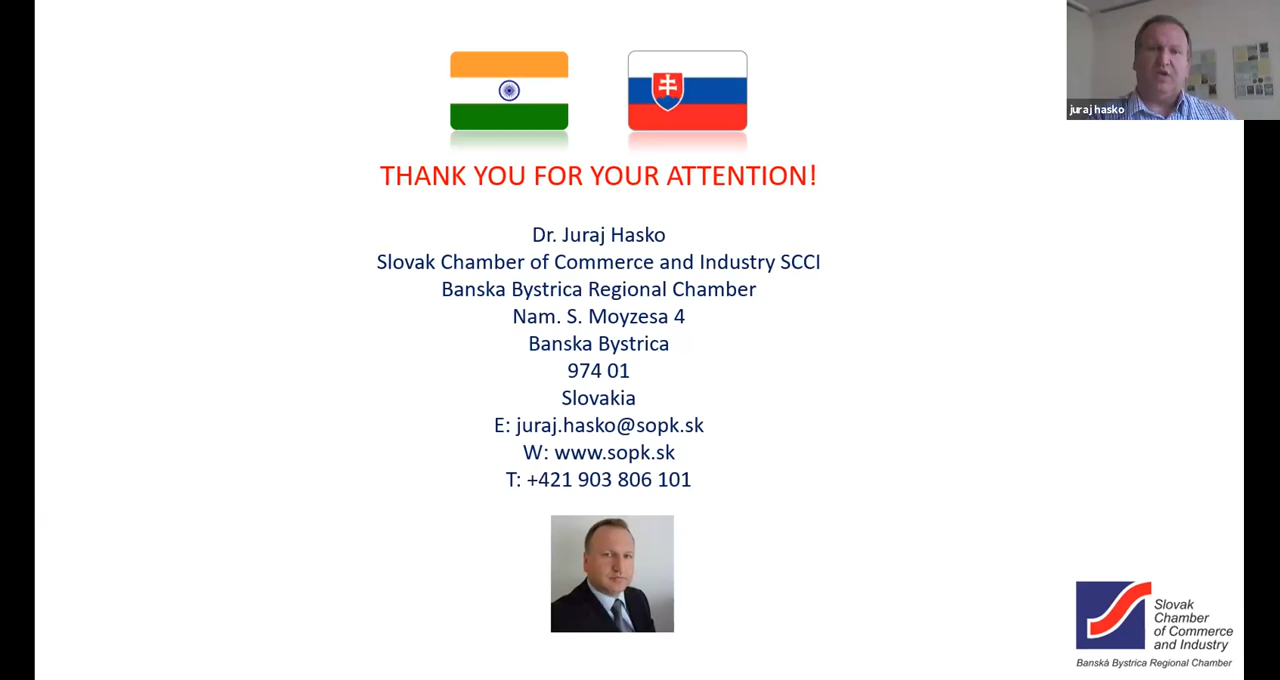 juraj hasko
THANK YOU FOR YOUR ATTENTION!
Dr. Juraj Hasko
Slovak Chamber of Commerce and Industry SCCI
Banska Bystrica Regional Chamber
Nam. S. Moyzesa 4
Banska Bystrica
974 01
Slovakia
E: juraj.hasko@sopk.sk
W: www.sopk.sk
T: +421 903 806 101
Slovak
Chamber
of Commerce
and Industry
Banská Bystrica Regional Chamber